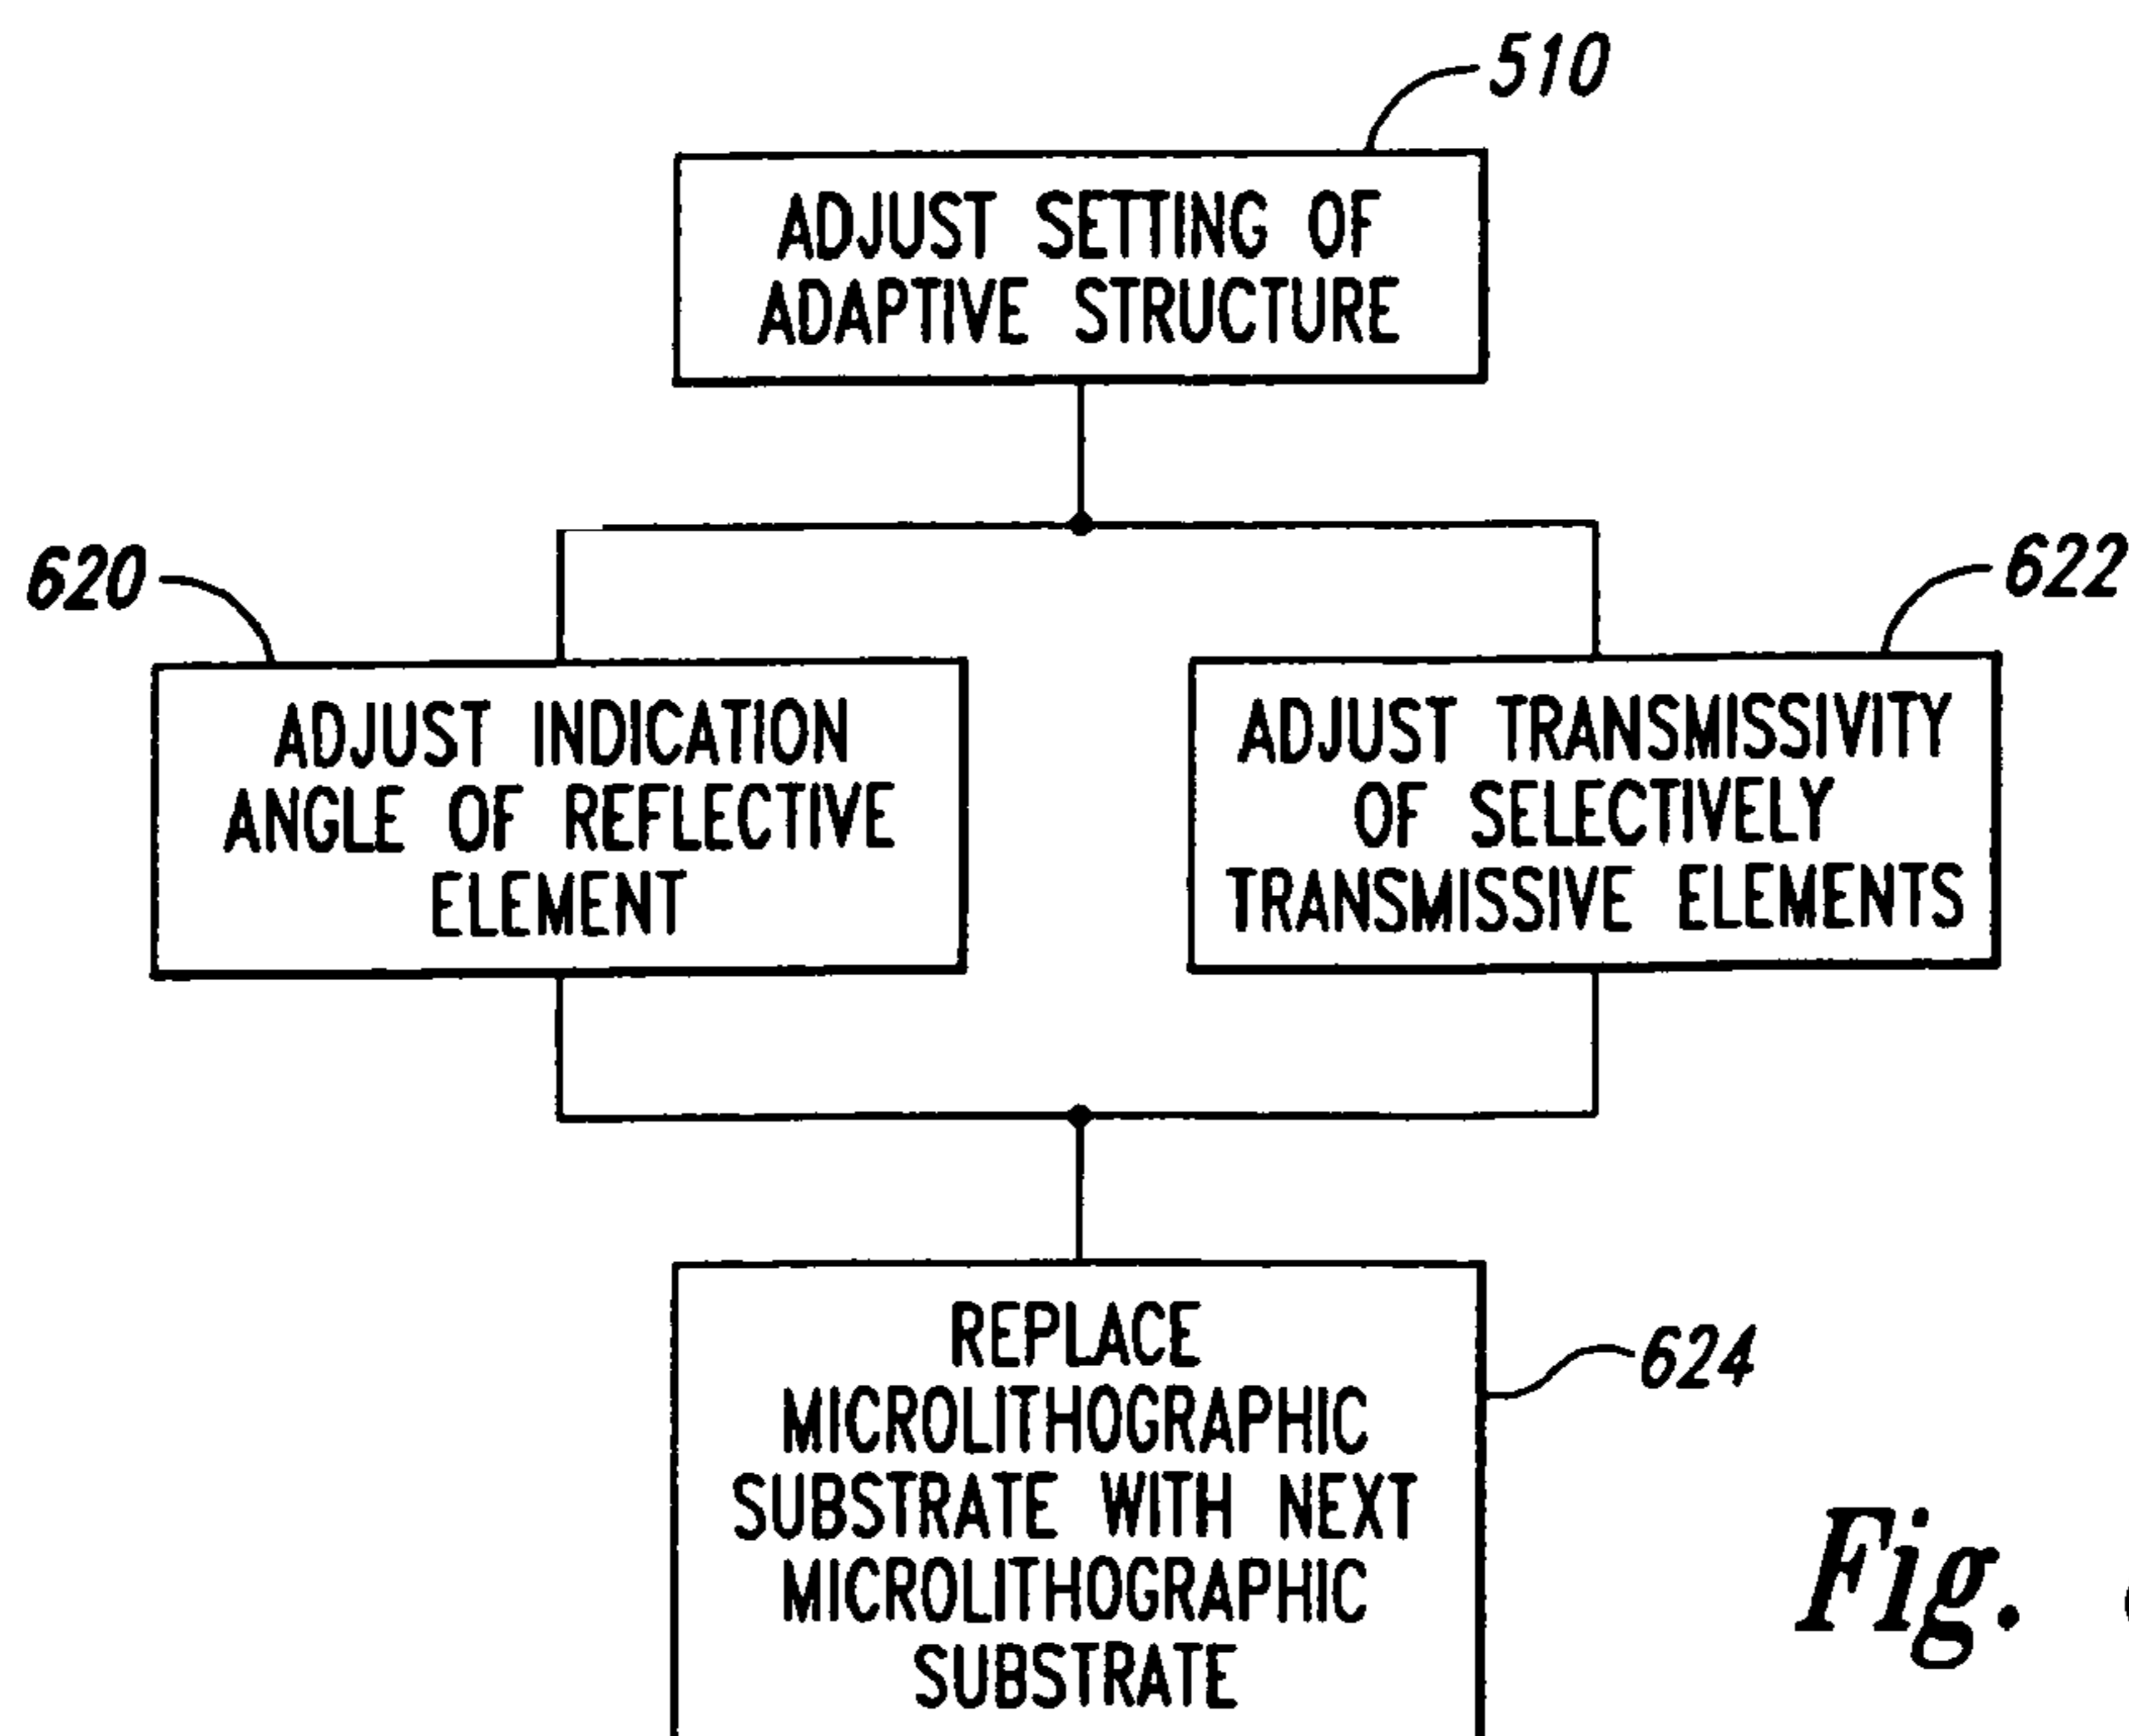 510
ADJUST SETTING OF
ADAPTIVE STRUCTURE
620
622
ADJUST INDICATION
ANGLE OF REFLECTIVE
ELEMENT
ADJUST TRANSMISSIVITY
OF SELECTIVELY
TRANSMISSIVE ELEMENTS
REPLACE
MICROLITHOGRAPHIC
SUBSTRATE WITH NEXT
MICROLITHOGRAPHIC
SUBSTRATE
624
Fig.